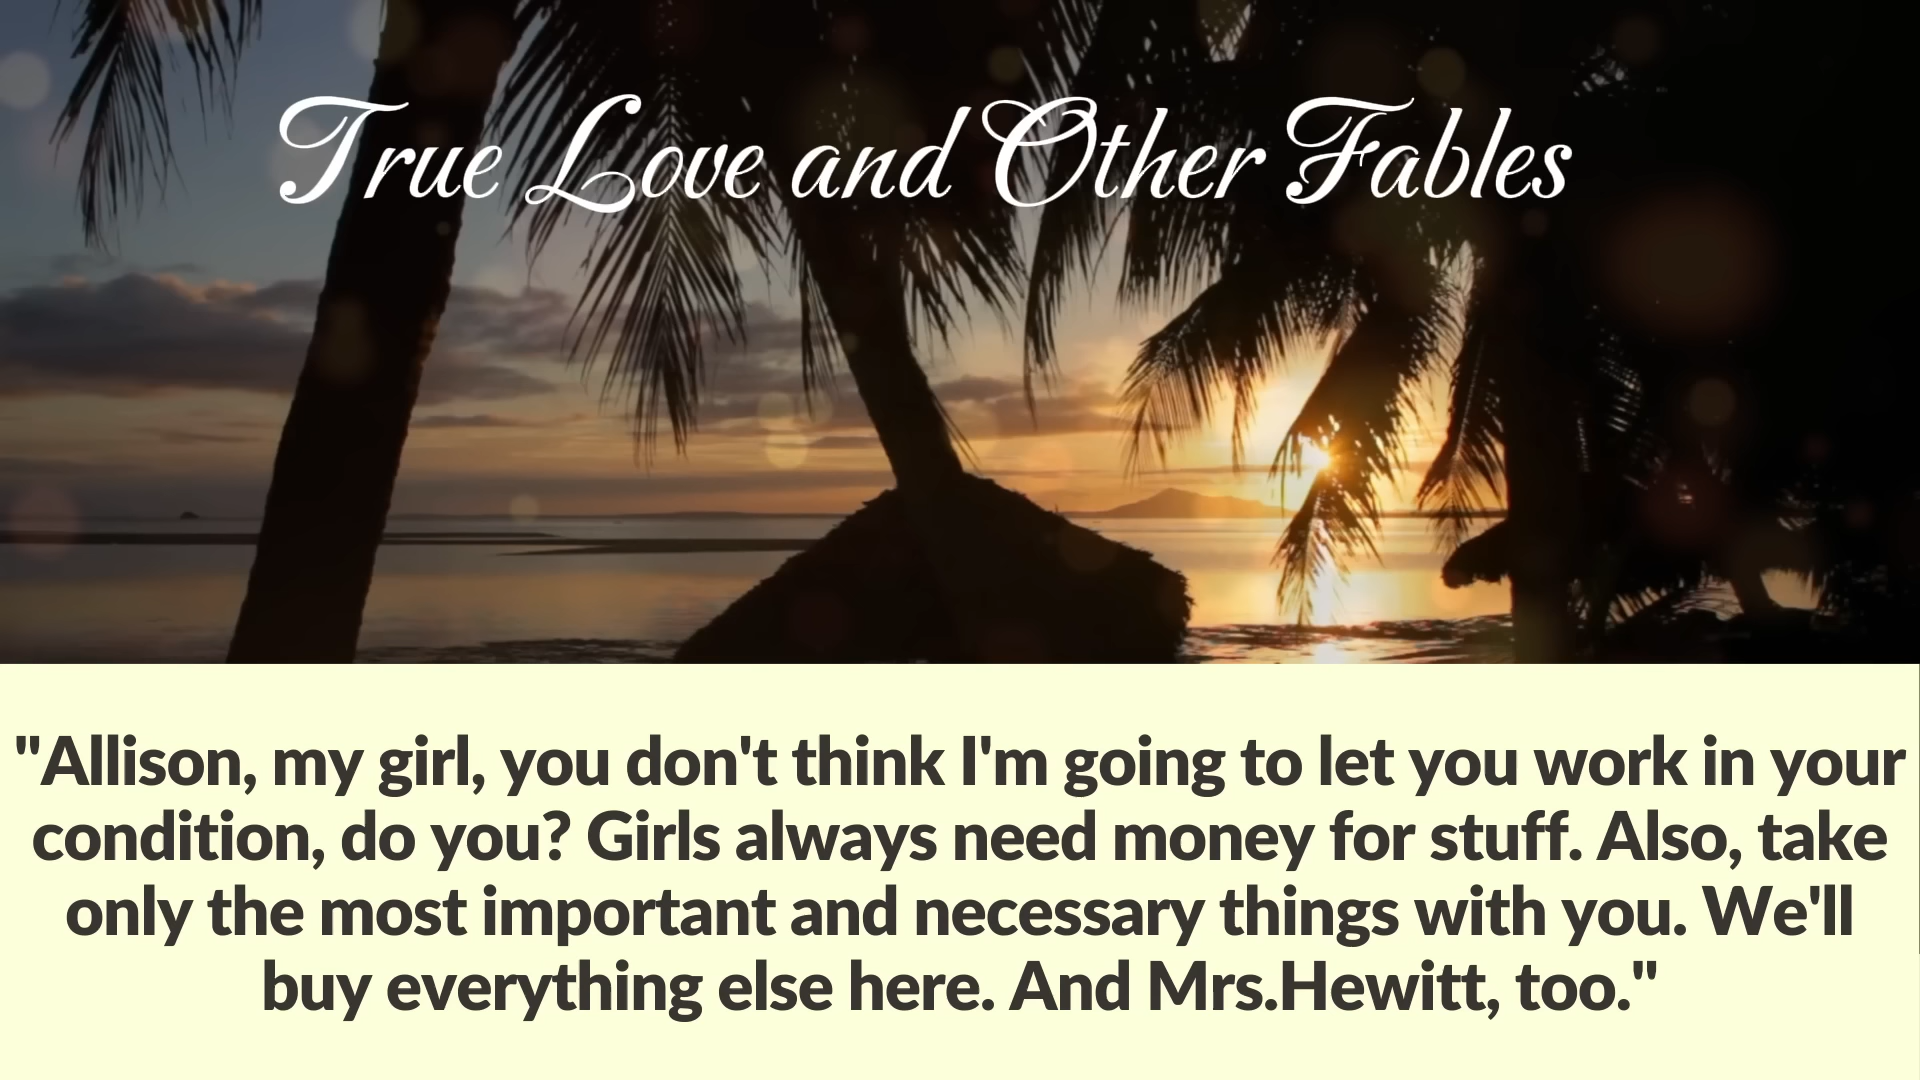 True Love and Other Fables
"Allison, my girl, you don't think I'm going to let you work in your
condition, do you? Girls always need money for stuff. Also, take
only the most important and necessary things with you. We'll
buy everything else here. And Mrs.Hewitt, too."